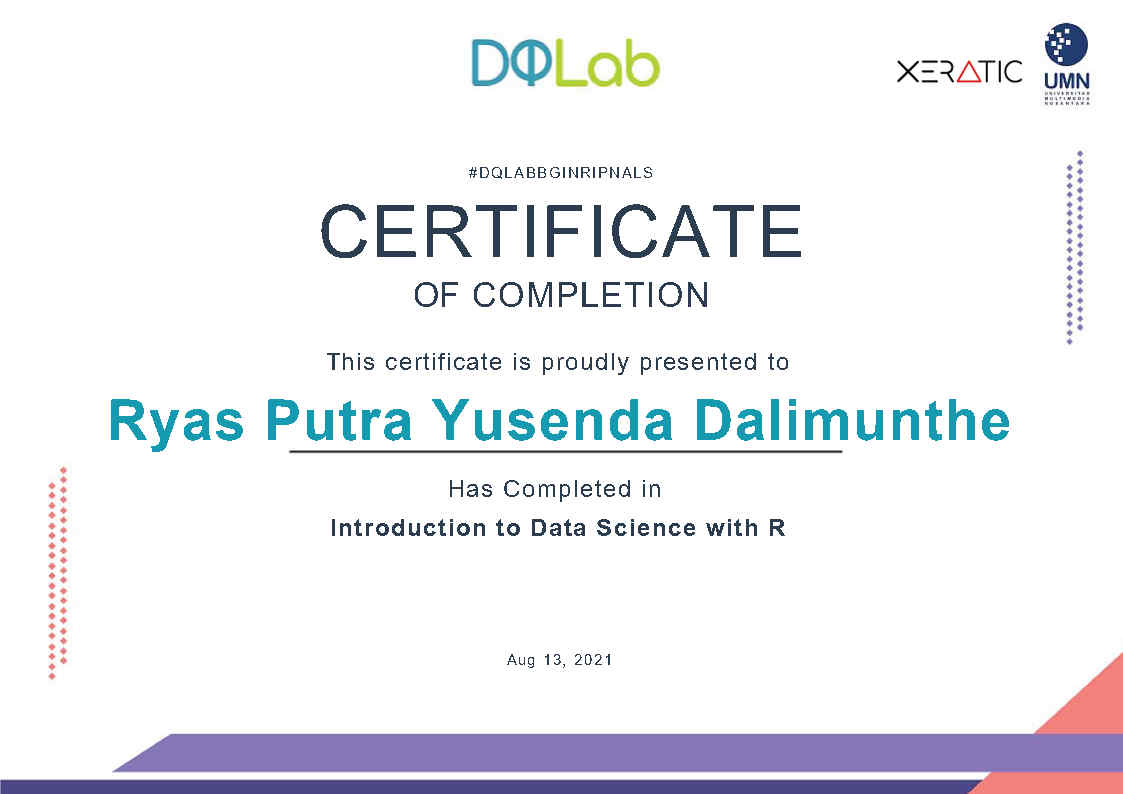 DQLab
XERATIC
UMN
UNIVERSITAS
MULTIMEDIA
NUSANTARA
#DQLABBGINRIPNALS
CERTIFICATE
OF COMPLETION
This certificate is proudly presented to
Ryas Putra Yusenda Dalimunthe
Has Completed in
Introduction to Data Science with R
Aug 13, 2021